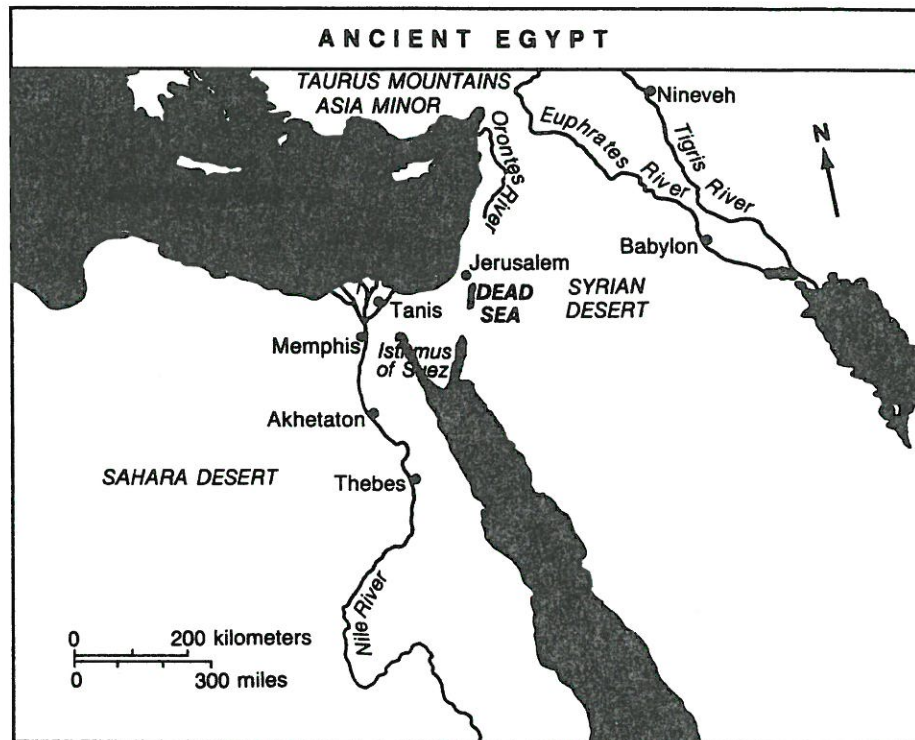 ANCIENT EGYPT
TAURUS MOUNTAINS
ASIA MINOR
Nineveh
Orontes
River
Euphrates
River
Tigris
River
N
Babylon
Jerusalem
DEAD
SEA
SYRIAN
DESERT
Tanis
Memphis
Isthmus
of Suez
Akhetaton
SAHARA DESERT
Thebes
Nile River
0 200 kilometers
0 300 miles